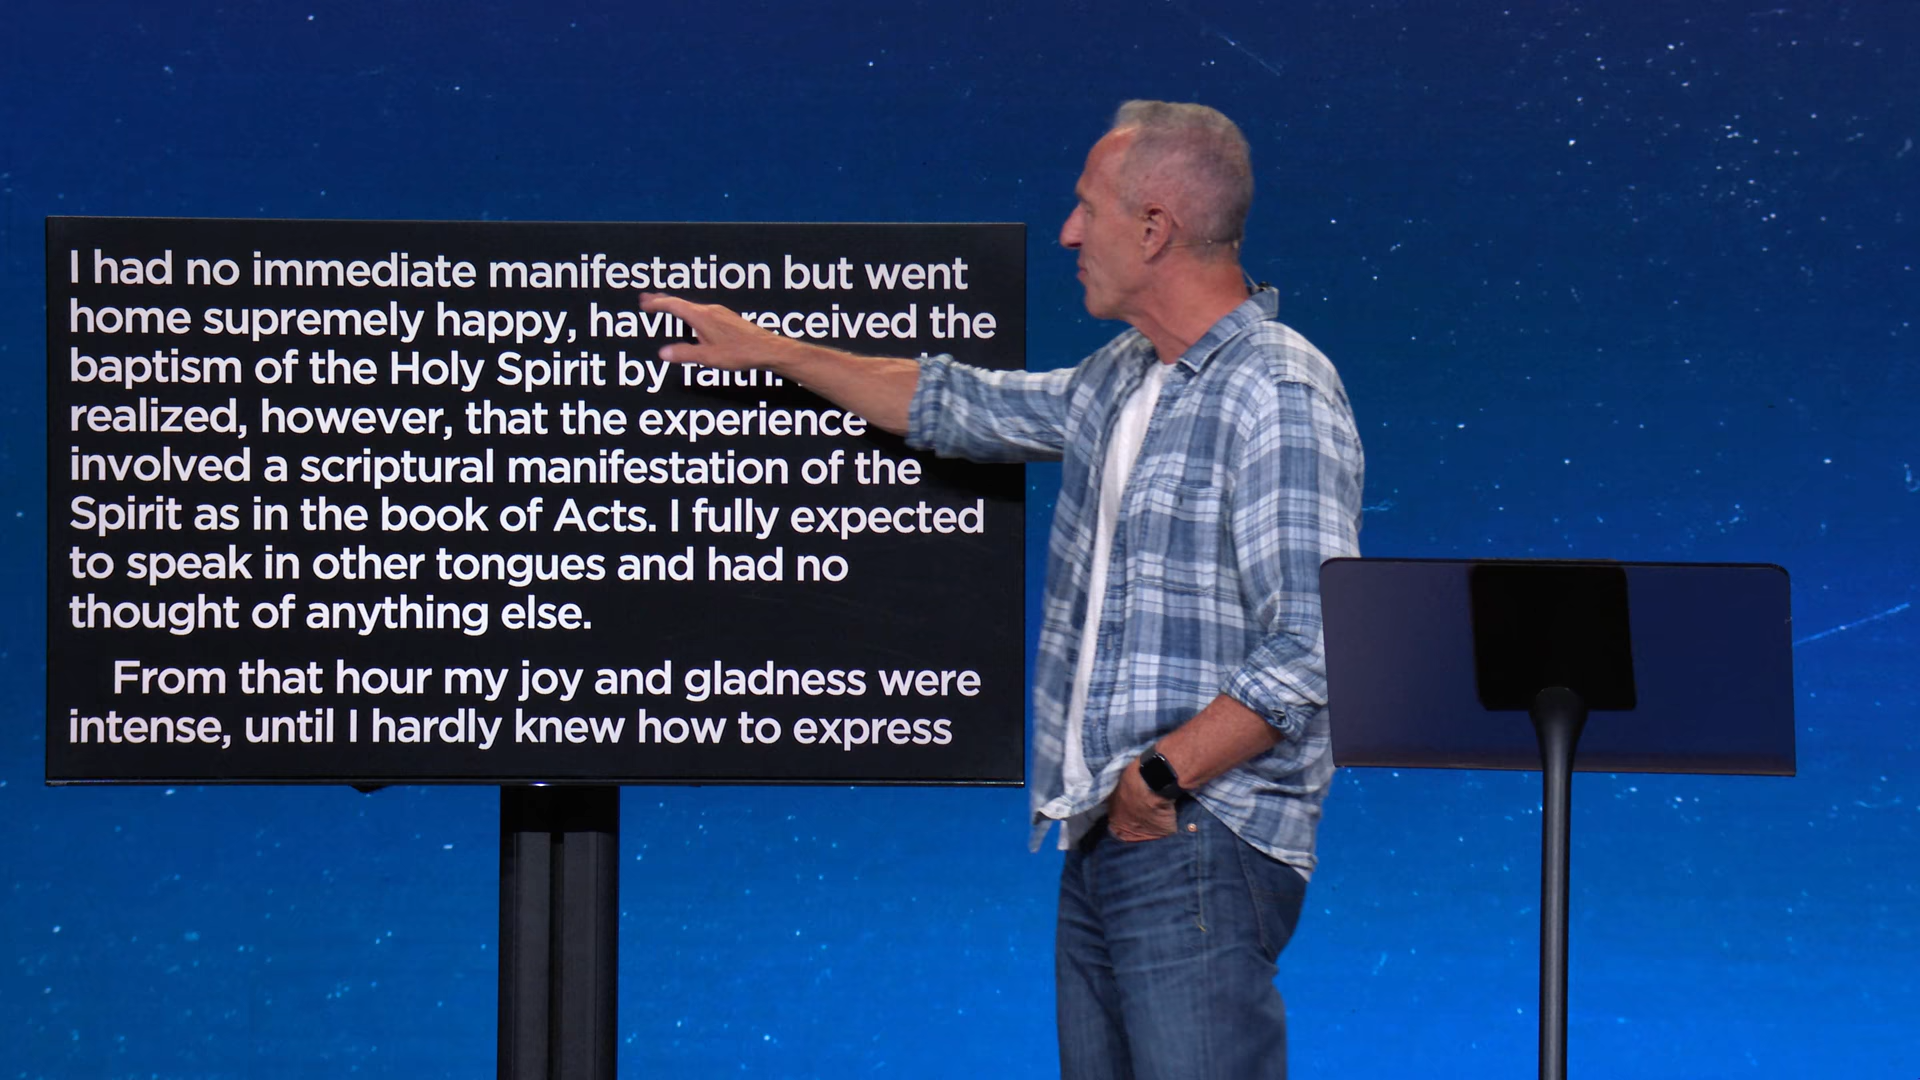 I had no immediate manifestation but went
home supremely happy, having received the
baptism of the Holy Spirit by faith.
realized, however, that the experience
involved a scriptural manifestation of the
Spirit as in the book of Acts. I fully expected
to speak in other tongues and had no
thought of anything else.
From that hour my joy and gladness were
intense, until I hardly knew how to express